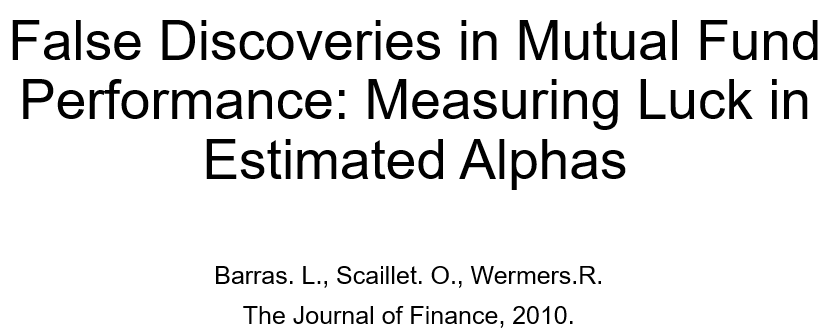 False Discoveries in Mutual Fund
Performance: Measuring Luck in
Estimated Alphas
Barras. L., Scaillet. O., Wermers.R.
The Journal of Finance, 2010.